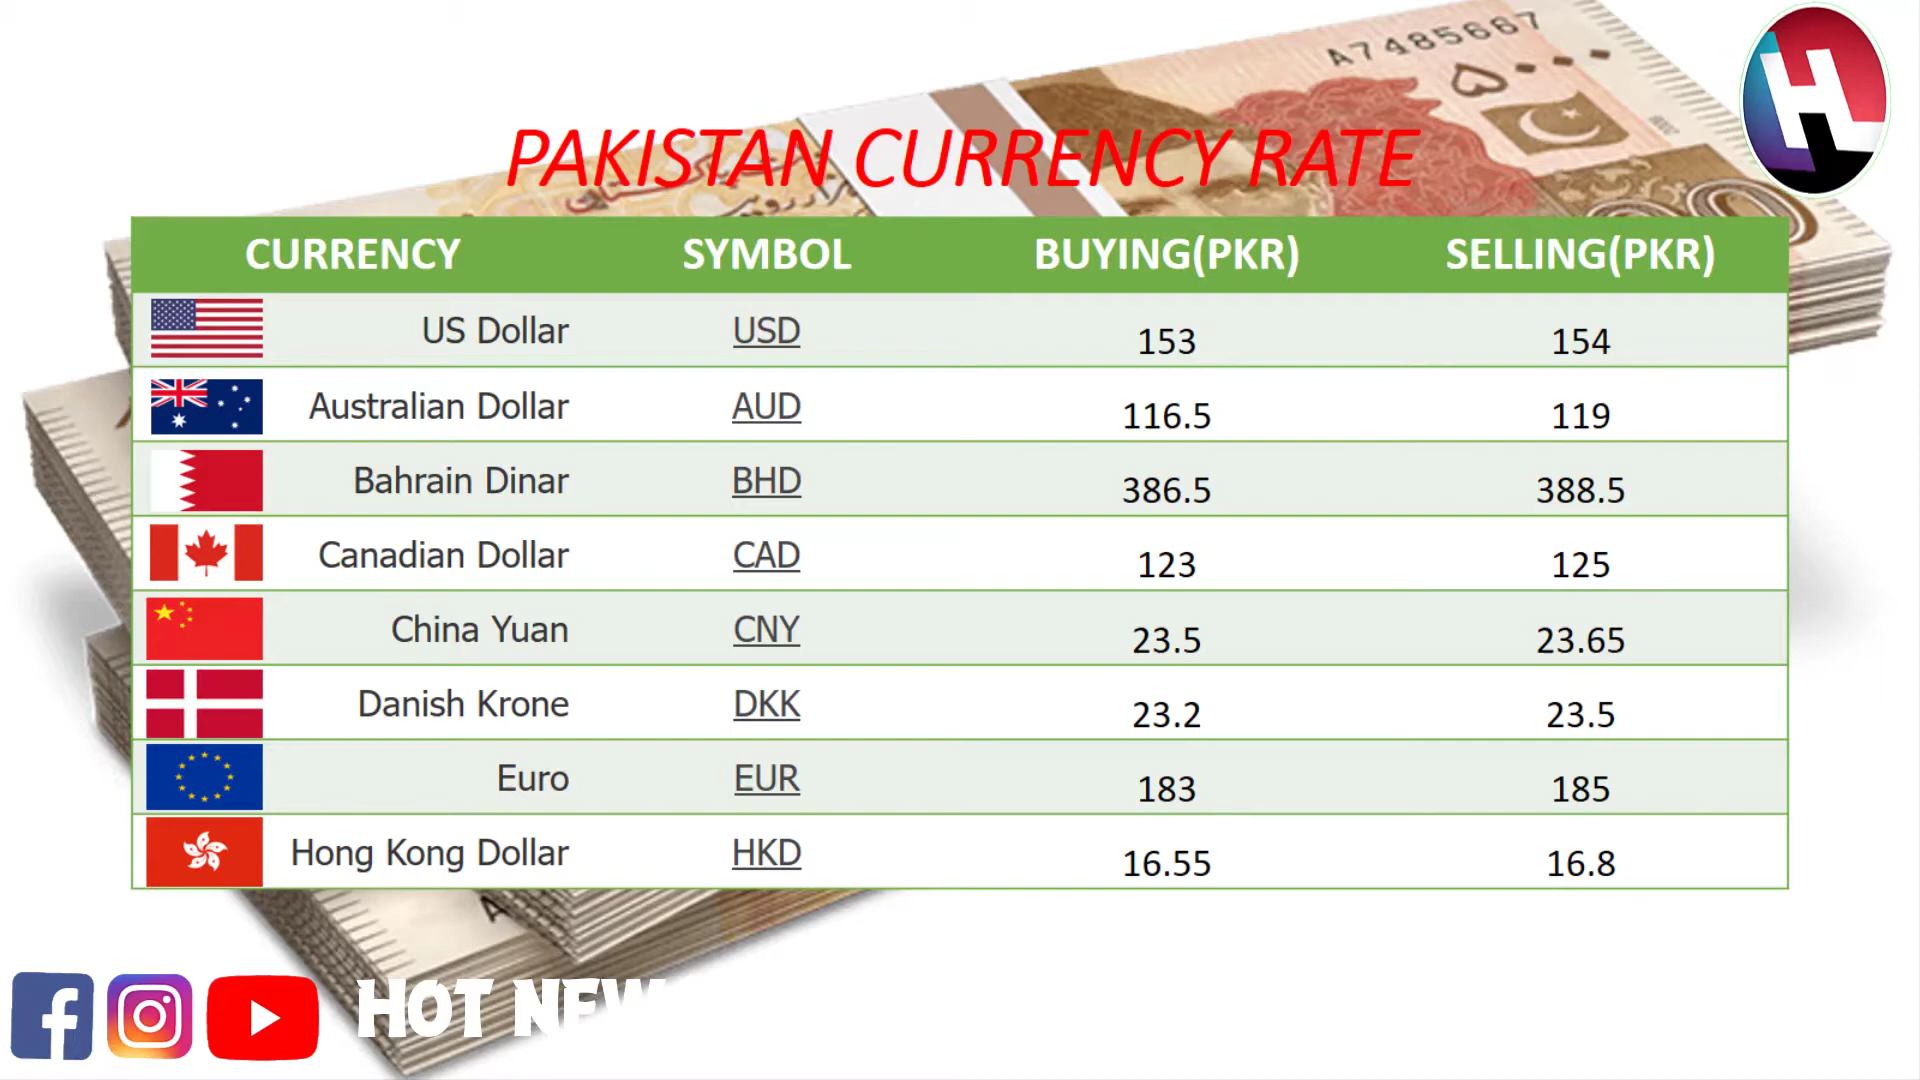 A7485667
۵۰۰۰
PAKISTAN CURRENCY RATE
CURRENCY SYMBOL BUYING(PKR) SELLING(PKR)
US Dollar USD 153 154
Australian Dollar AUD 116.5 119
Bahrain Dinar BHD 386.5 388.5
Canadian Dollar CAD 123 125
China Yuan CNY 23.5 23.65
Danish Krone DKK 23.2 23.5
Euro EUR 183 185
Hong Kong Dollar HKD 16.55 16.8
HOT NEW